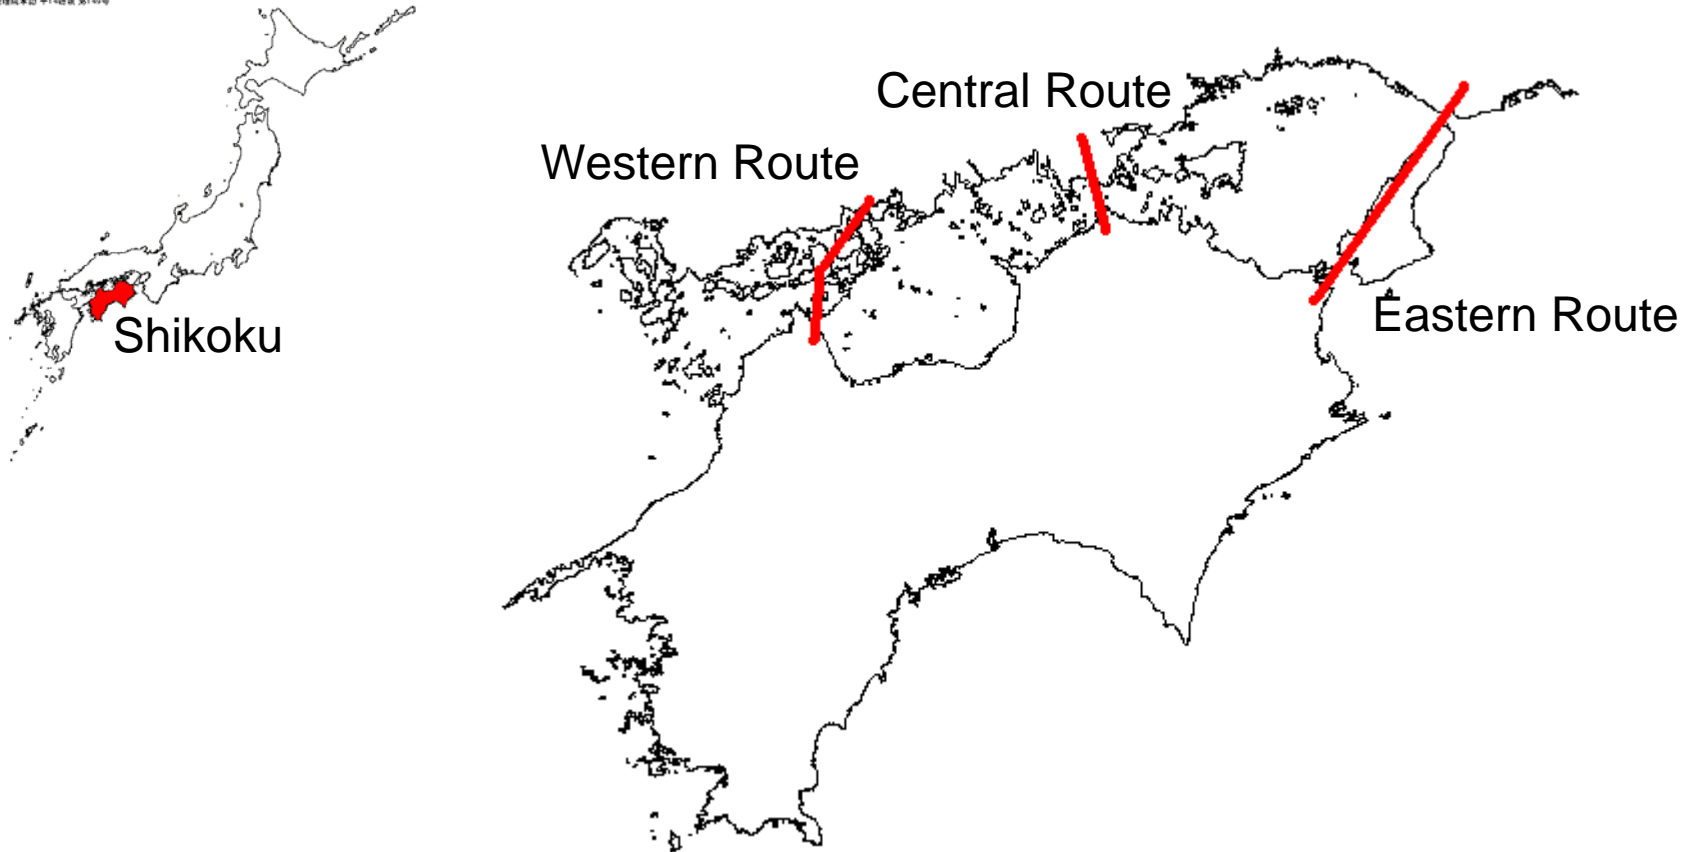 Central Route
Western Route
Shikoku
Eastern Route